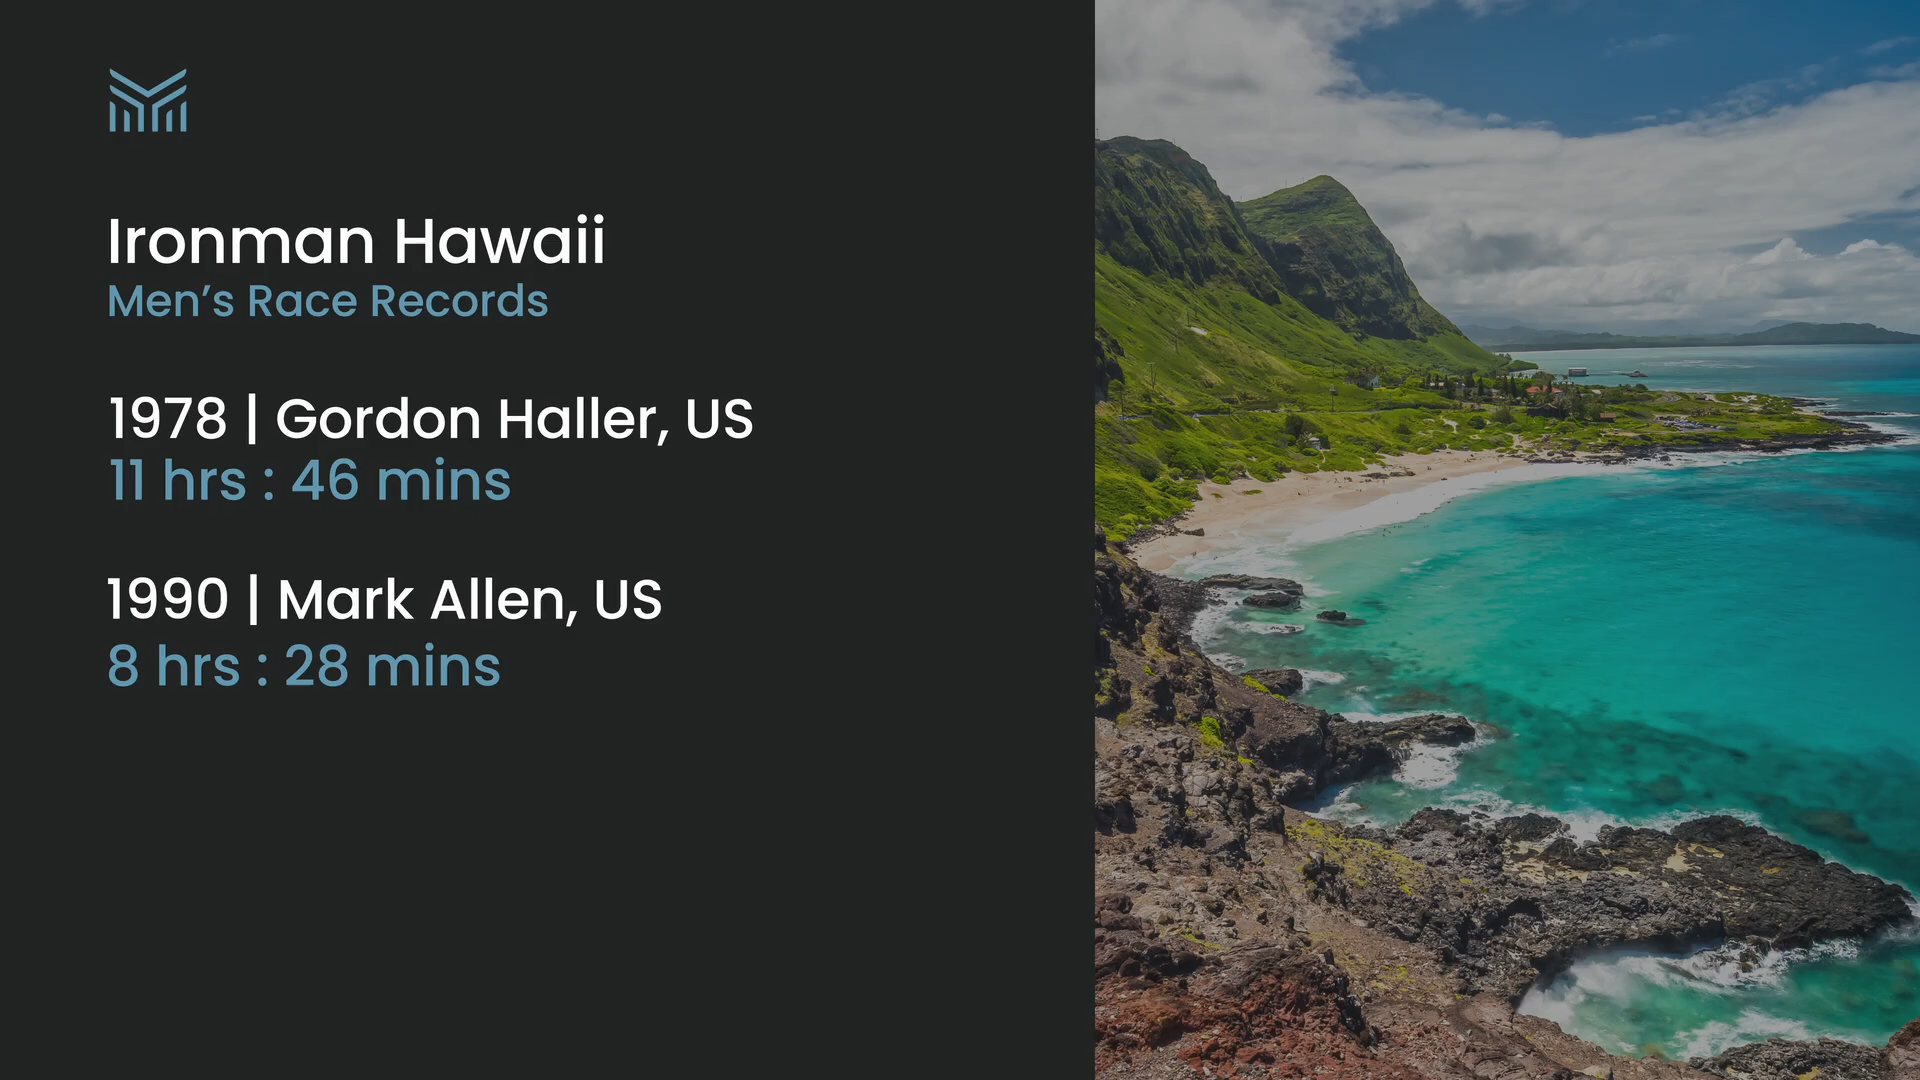 Ironman Hawaii
Men’s Race Records
1978 | Gordon Haller, US
11 hrs : 46 mins
1990 | Mark Allen, US
8 hrs : 28 mins